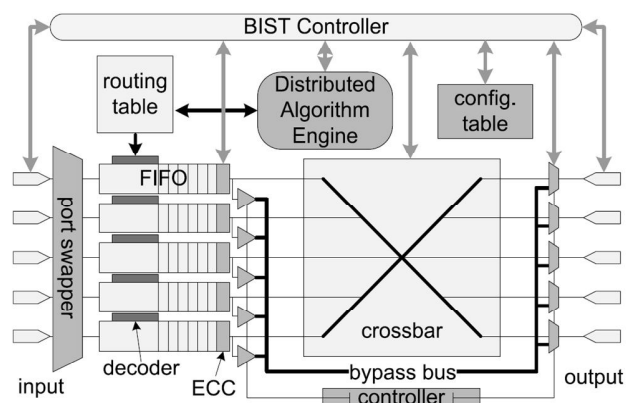 BIST Controller
routing
table
Distributed
Algorithm
Engine
config.
table
port swapper
FIFO
crossbar
decoder
bypass bus
input
ECC
output
controller